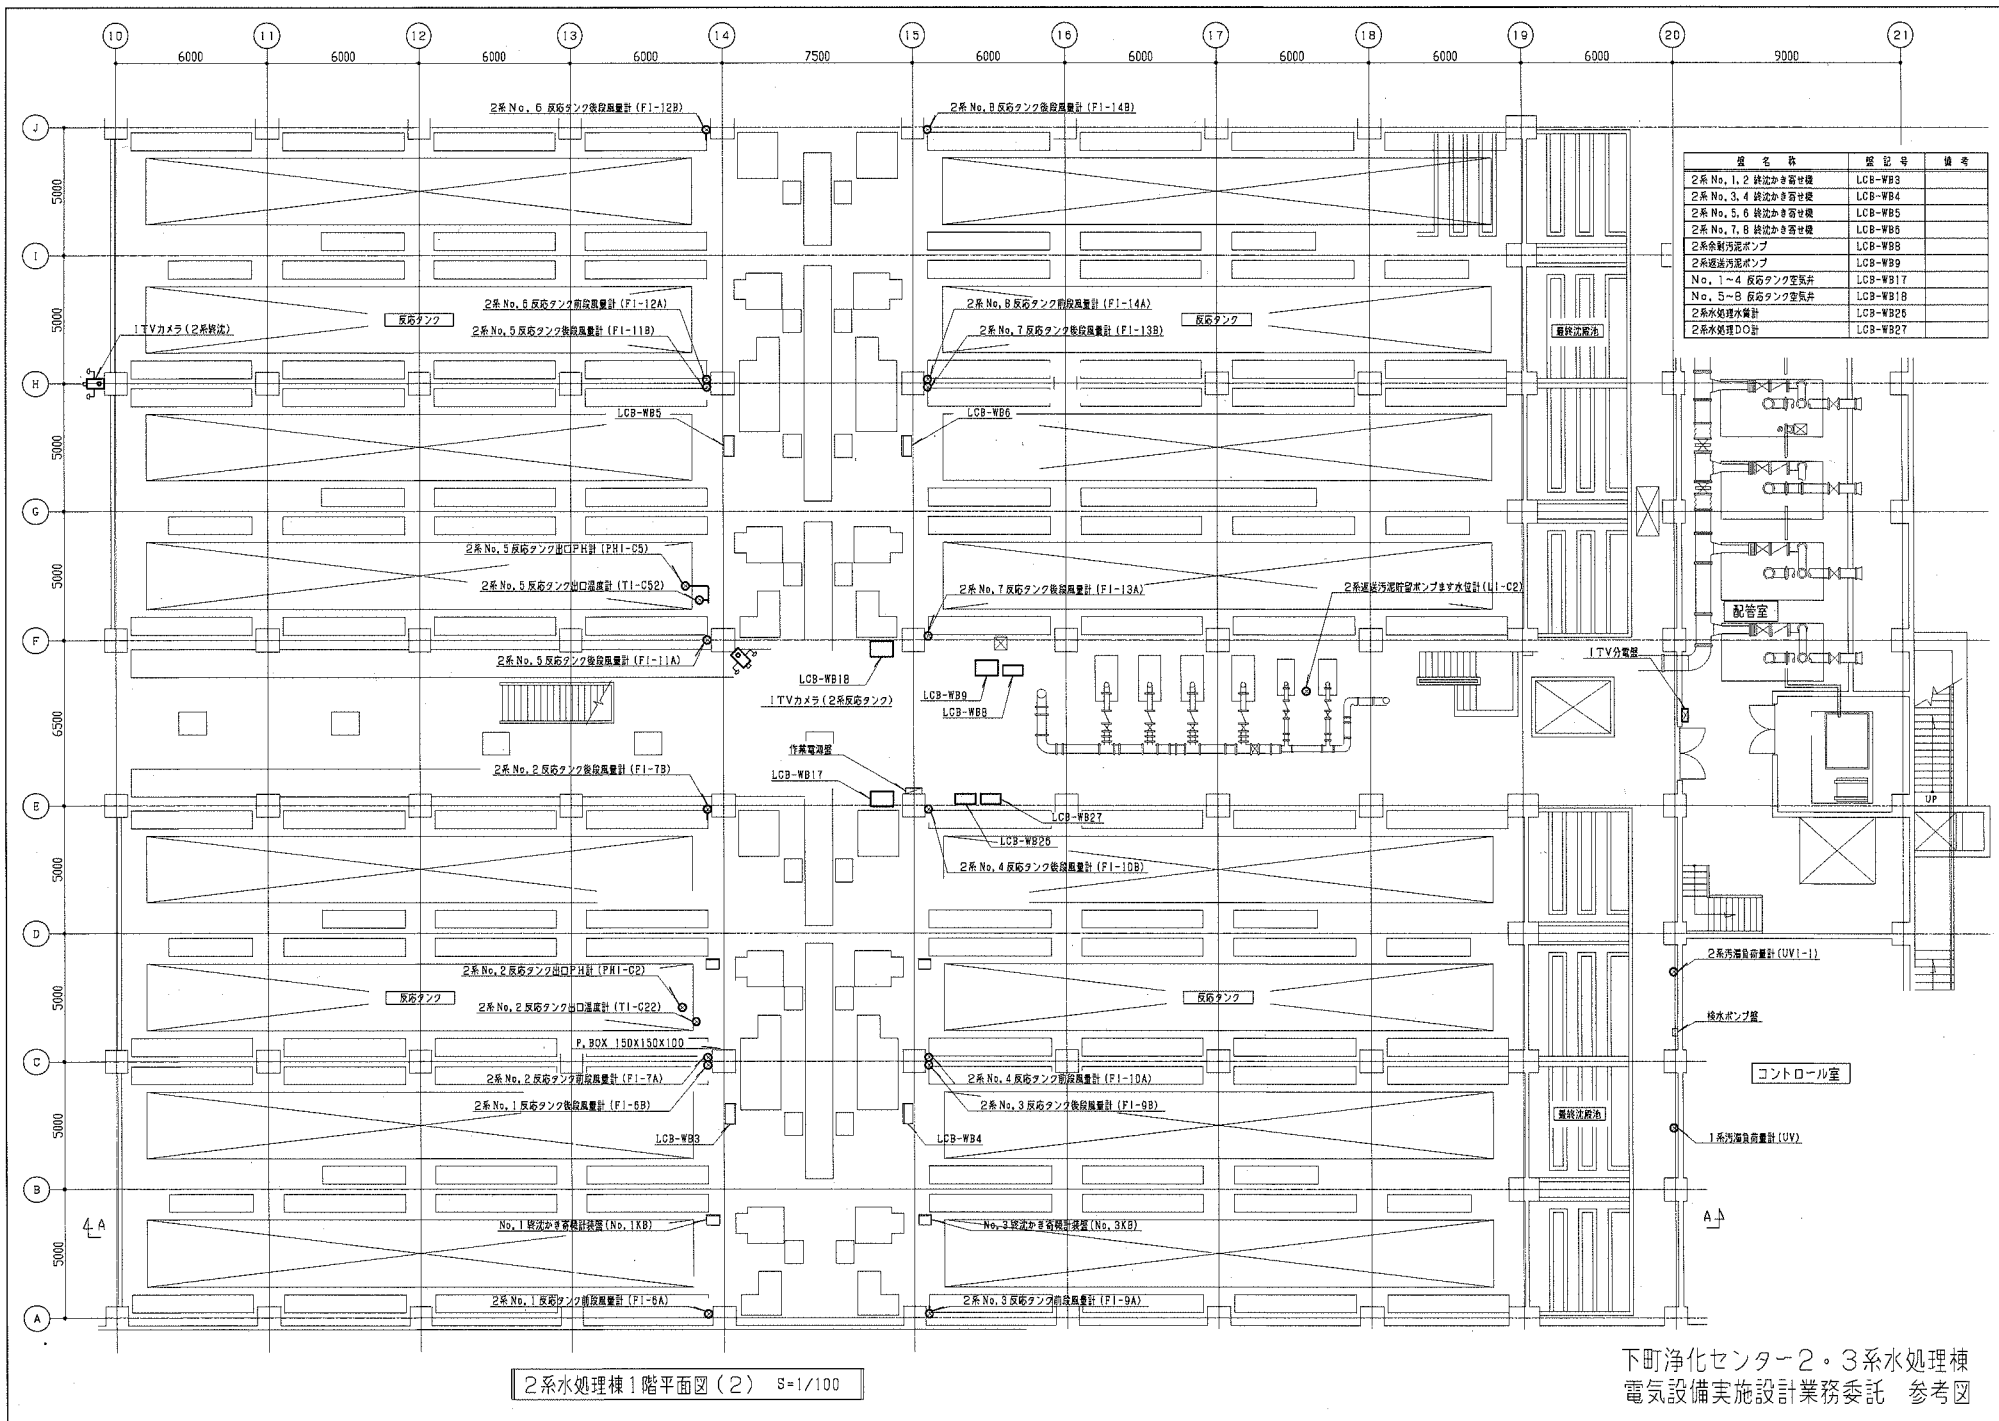 10 11 12 13 14 15 16 17 18 19 20 21
6000 6000 6000 6000 7500 6000 6000 6000 6000 6000 9000
2系No.6反応タンク後段風量計(FI-12B)
2系No.8反応タンク後段風量計(FI-14B)
J
盤名称 盤記号 備考
2系No.1,2終沈かき寄せ機 LCB-WB3
2系No.3,4終沈かき寄せ機 LCB-WB4
2系No.5,6終沈かき寄せ機 LCB-WB5
2系No.7,8終沈かき寄せ機 LCB-WB6
2系余剰汚泥ポンプ LCB-WB8
2系返送汚泥ポンプ LCB-WB9
No.1~4反応タンク空気弁 LCB-WB17
No.5~8反応タンク空気弁 LCB-WB18
2系水処理水質計 LCB-WB26
2系水処理DO計 LCB-WB27
5000
I
2系No.6反応タンク前段風量計(FI-12A)
2系No.8反応タンク前段風量計(FI-14A)
5000
反応タンク
反応タンク
ITVカメラ(2系終沈)
2系No.5反応タンク後段風量計(FI-11B)
2系No.7反応タンク後段風量計(FI-13B)
最終沈殿池
H
LCB-WB5
LCB-WB6
5000
G
2系No.5反応タンク出口PH計(PHI-C5)
5000
2系No.5反応タンク出口温度計(TI-C52)
2系No.7反応タンク後段風量計(FI-13A)
2系返送汚泥貯留ポンプます水位計(LI-C2)
配管室
F
2系No.5反応タンク後段風量計(FI-11A)
ITV分電盤
LCB-WB18
LCB-WB9
ITVカメラ(2系反応タンク)
LCB-WB8
6500
作業電源盤
2系No.2反応タンク後段風量計(FI-7B)
LCB-WB17
E
UP
LCB-WB27
LCB-WB26
5000
2系No.4反応タンク後段風量計(FI-10B)
D
2系汚濁負荷量計(UVI-1)
2系No.2反応タンク出口PH計(PHI-C2)
5000
反応タンク
反応タンク
2系No.2反応タンク出口温度計(TI-C22)
検水ポンプ盤
P.BOX 150X150X100
C
コントロール室
2系No.2反応タンク前段風量計(FI-7A)
2系No.4反応タンク前段風量計(FI-10A)
2系No.1反応タンク後段風量計(FI-6B)
2系No.3反応タンク後段風量計(FI-9B)
最終沈殿池
5000
LCB-WB3
LCB-WB4
1系汚濁負荷量計(UV)
B
A
No.1終沈かき寄機計装盤(No.1KB)
No.3終沈かき寄機計装盤(No.3KB)
A
5000
2系No.1反応タンク前段風量計(FI-6A)
2系No.3反応タンク前段風量計(FI-9A)
A
2系水処理棟1階平面図(2) S=1/100
下町浄化センター2・3系水処理棟
電気設備実施設計業務委託 参考図